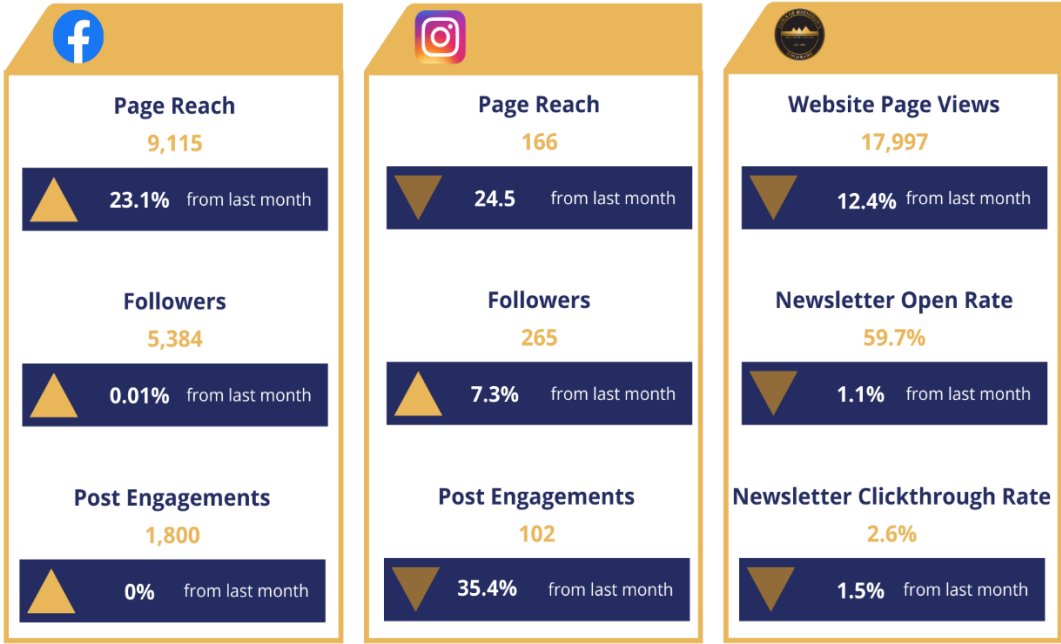 Page Reach
9,115
23.1% from last month
Followers
5,384
0.01% from last month
Post Engagements
1,800
0% from last month
Page Reach
166
24.5 from last month
Followers
265
7.3% from last month
Post Engagements
102
35.4% from last month
Website Page Views
17,997
12.4% from last month
Newsletter Open Rate
59.7%
1.1% from last month
Newsletter Clickthrough Rate
2.6%
1.5% from last month